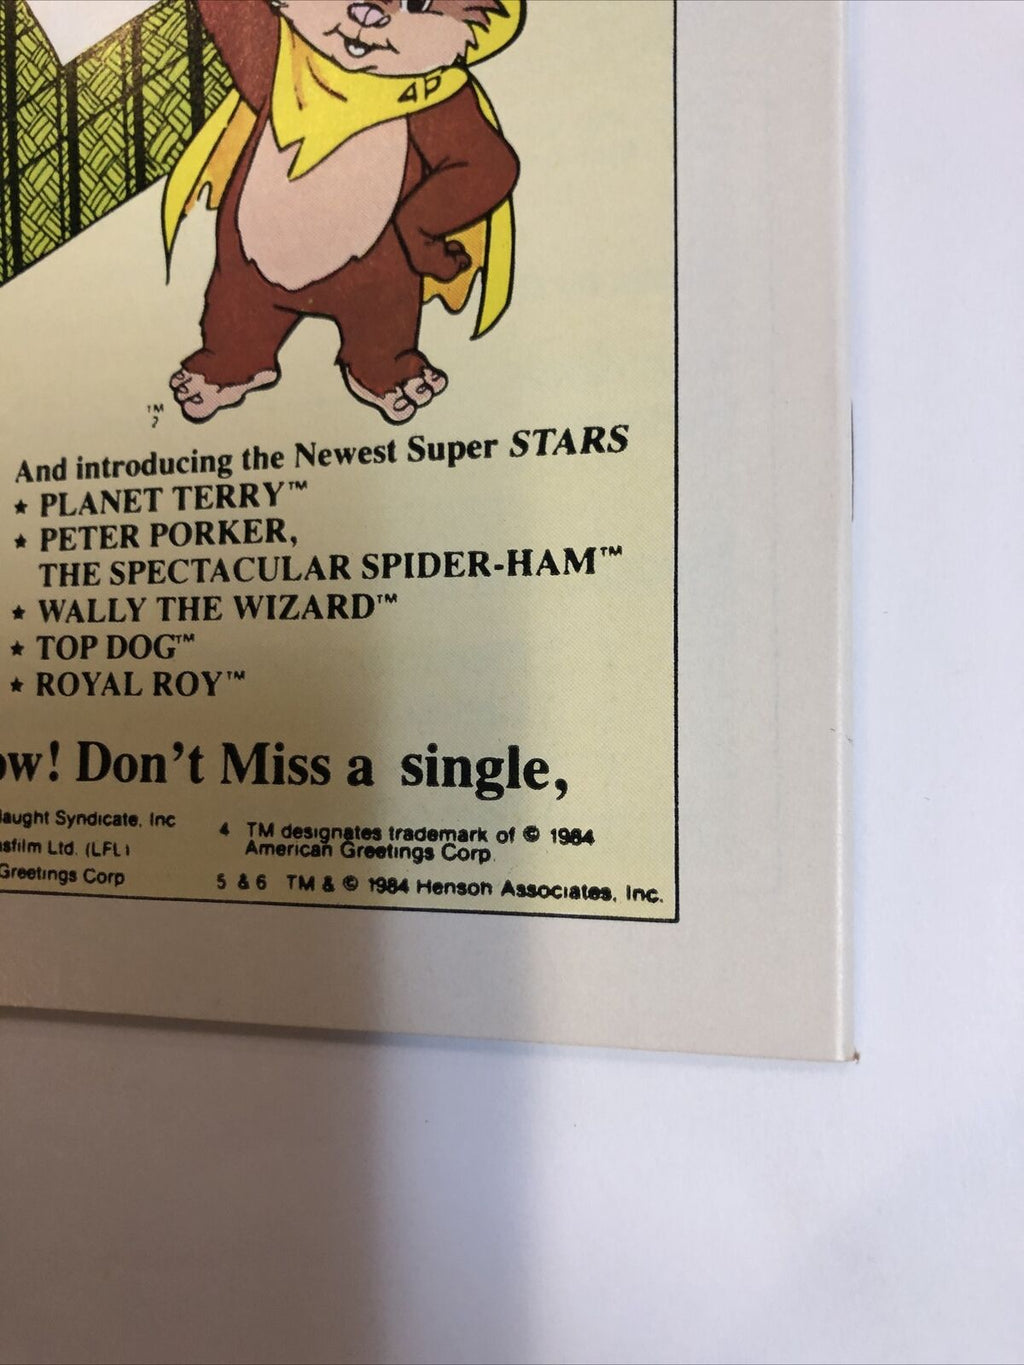 ™
7
And introducing the Newest Super STARS
★ PLANET TERRY™
★ PETER PORKER,
THE SPECTACULAR SPIDER-HAM™
★ WALLY THE WIZARD™
★ TOP DOG™
★ ROYAL ROY™
ow! Don't Miss a single,
laught Syndicate, Inc
sfilm Ltd. (LFL)
Greetings Corp
4 TM designates trademark of © 1984
American Greetings Corp.
5 & 6 TM & © 1984 Henson Associates, Inc.